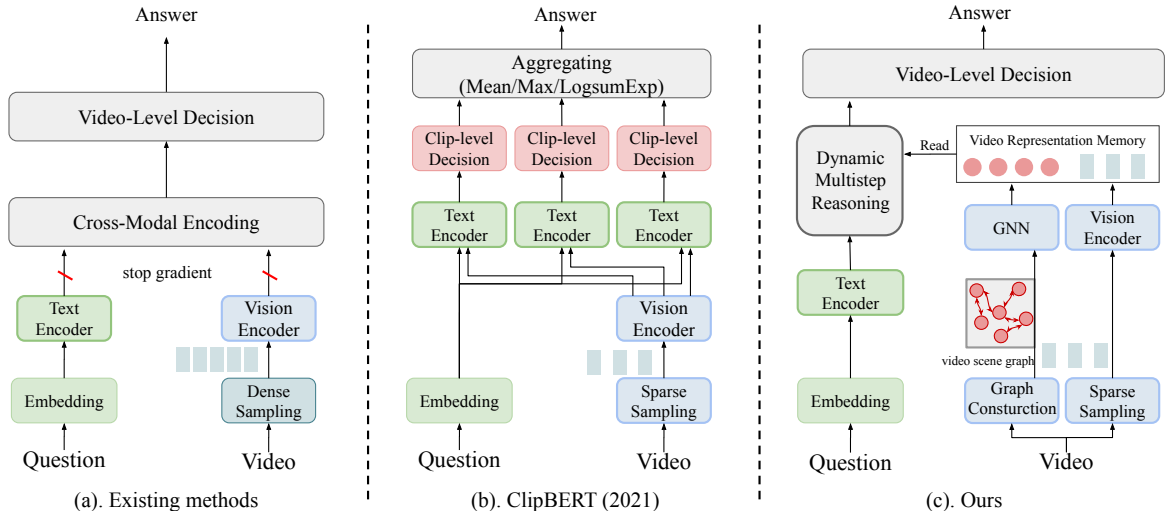 Answer
Video-Level Decision
Cross-Modal Encoding
stop gradient
Text
Encoder
Vision
Encoder
Embedding
Dense
Sampling
Question
Video
(a). Existing methods
Answer
Aggregating
(Mean/Max/LogsumExp)
Clip-level
Decision
Clip-level
Decision
Clip-level
Decision
Text
Encoder
Text
Encoder
Text
Encoder
Vision
Encoder
Embedding
Sparse
Sampling
Question
Video
(b). ClipBERT (2021)
Answer
Video-Level Decision
Dynamic
Multistep
Reasoning
Read
Video Representation Memory
GNN
Vision
Encoder
Text
Encoder
video scene graph
Embedding
Graph
Consturction
Sparse
Sampling
Question
Video
(c). Ours